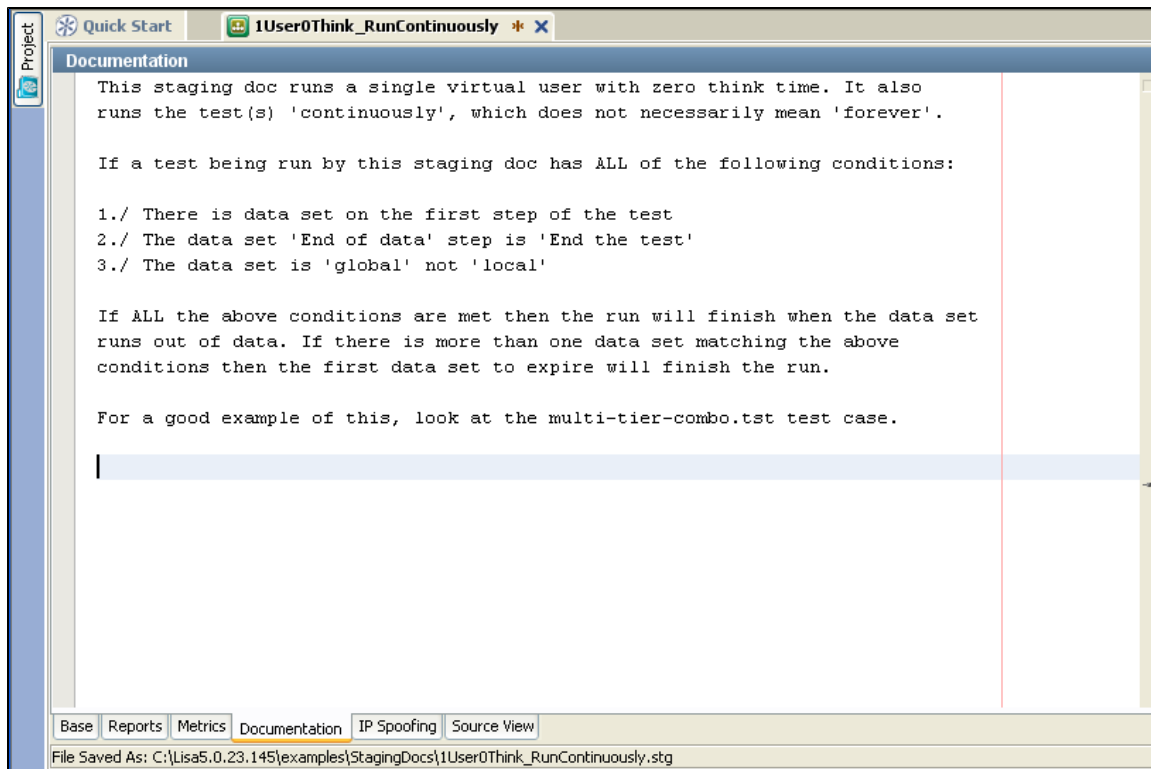 Project
Quick Start
1User0Think_RunContinuously
Documentation
This staging doc runs a single virtual user with zero think time. It also
runs the test(s) 'continuously', which does not necessarily mean 'forever'.
If a test being run by this staging doc has ALL of the following conditions:
1./ There is data set on the first step of the test
2./ The data set 'End of data' step is 'End the test'
3./ The data set is 'global' not 'local'
If ALL the above conditions are met then the run will finish when the data set
runs out of data. If there is more than one data set matching the above
conditions then the first data set to expire will finish the run.
For a good example of this, look at the multi-tier-combo.tst test case.
Base Reports Metrics Documentation IP Spoofing Source View
File Saved As: C:\Lisa5.0.23.145\examples\StagingDocs\1User0Think_RunContinuously.stg